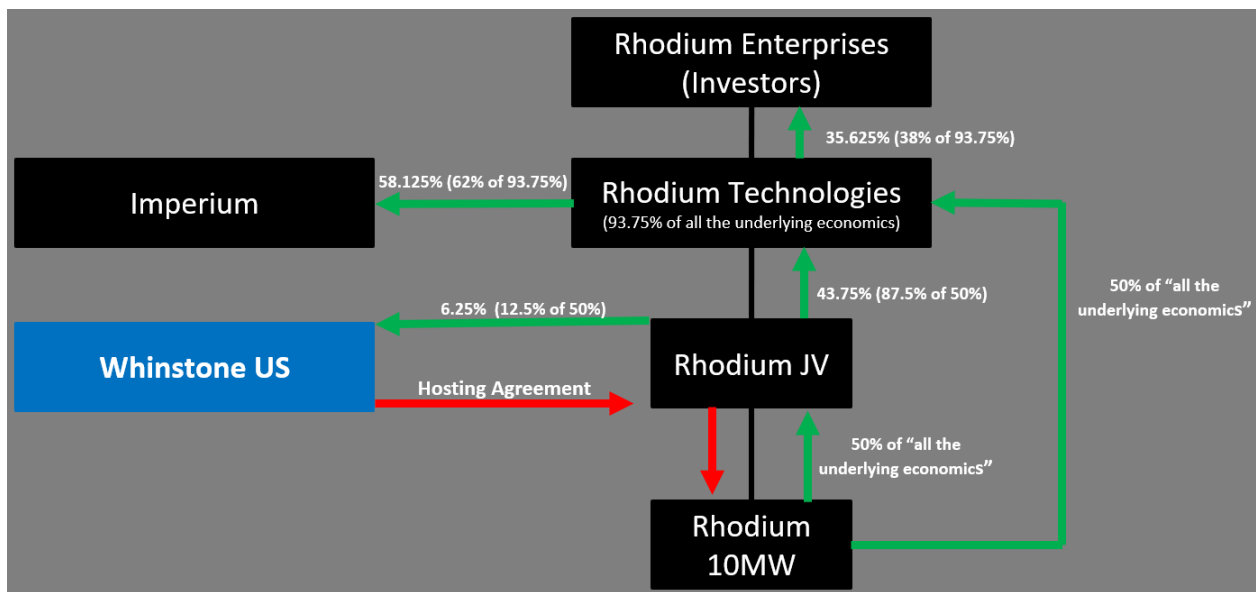 Rhodium Enterprises
(Investors)
35.625% (38% of 93.75%)
58.125% (62% of 93.75%)
Imperium
Rhodium Technologies
(93.75% of all the underlying economics)
50% of “all the
underlying economics”
43.75% (87.5% of 50%)
6.25% (12.5% of 50%)
Whinstone US
Rhodium JV
Hosting Agreement
50% of “all the
underlying economics”
Rhodium
10MW